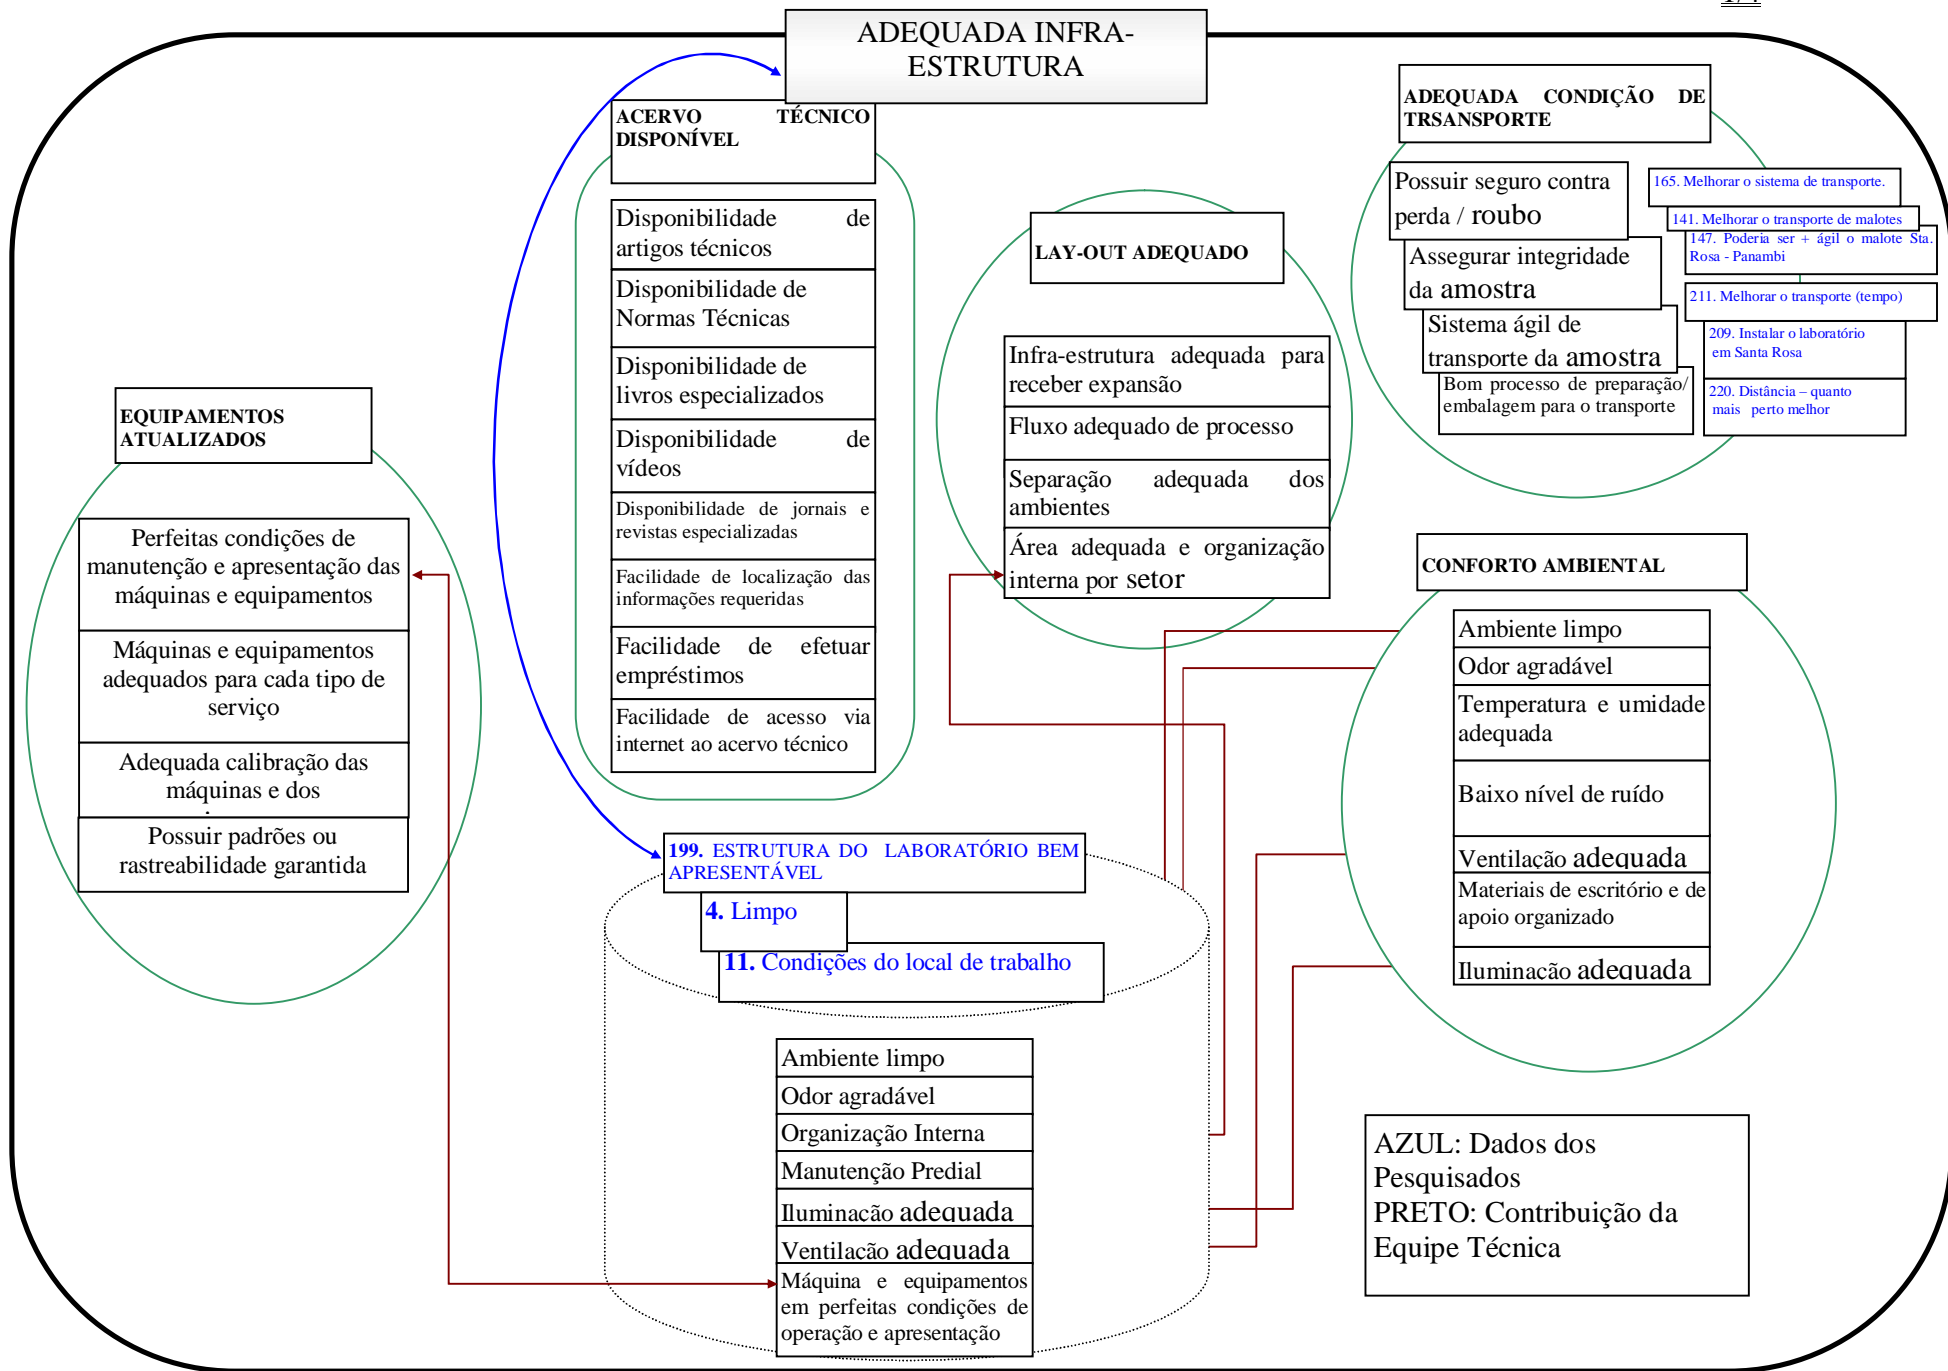 ADEQUADA INFRA-
ESTRUTURA
ACERVO TÉCNICO
DISPONÍVEL
Disponibilidade de
artigos técnicos
Disponibilidade de
Normas Técnicas
Disponibilidade de
livros especializados
Disponibilidade de
vídeos
Disponibilidade de jornais e
revistas especializadas
Facilidade de localização das
informações requeridas
Facilidade de efetuar
empréstimos
Facilidade de acesso via
internet ao acervo técnico
ADEQUADA CONDIÇÃO DE
TRSANSPORTE
Possuir seguro contra
perda / roubo
Assegurar integridade
da amostra
Sistema ágil de
transporte da amostra
Bom processo de preparação/
embalagem para o transporte
165. Melhorar o sistema de transporte.
141. Melhorar o transporte de malotes
147. Poderia ser + ágil o malote Sta.
Rosa - Panambi
211. Melhorar o transporte (tempo)
209. Instalar o laboratório
em Santa Rosa
220. Distância – quanto
mais perto melhor
LAY-OUT ADEQUADO
Infra-estrutura adequada para
receber expansão
Fluxo adequado de processo
Separação adequada dos
ambientes
Área adequada e organização
interna por setor
EQUIPAMENTOS
ATUALIZADOS
Perfeitas condições de
manutenção e apresentação das
máquinas e equipamentos
Máquinas e equipamentos
adequados para cada tipo de
serviço
Adequada calibração das
máquinas e dos
Possuir padrões ou
rastreabilidade garantida
CONFORTO AMBIENTAL
Ambiente limpo
Odor agradável
Temperatura e umidade
adequada
Baixo nível de ruído
Ventilação adequada
Materiais de escritório e de
apoio organizado
Iluminação adequada
199. ESTRUTURA DO LABORATÓRIO BEM
APRESENTÁVEL
4. Limpo
11. Condições do local de trabalho
Ambiente limpo
Odor agradável
Organização Interna
Manutenção Predial
Iluminação adequada
Ventilação adequada
Máquina e equipamentos
em perfeitas condições de
operação e apresentação
AZUL: Dados dos
Pesquisados
PRETO: Contribuição da
Equipe Técnica